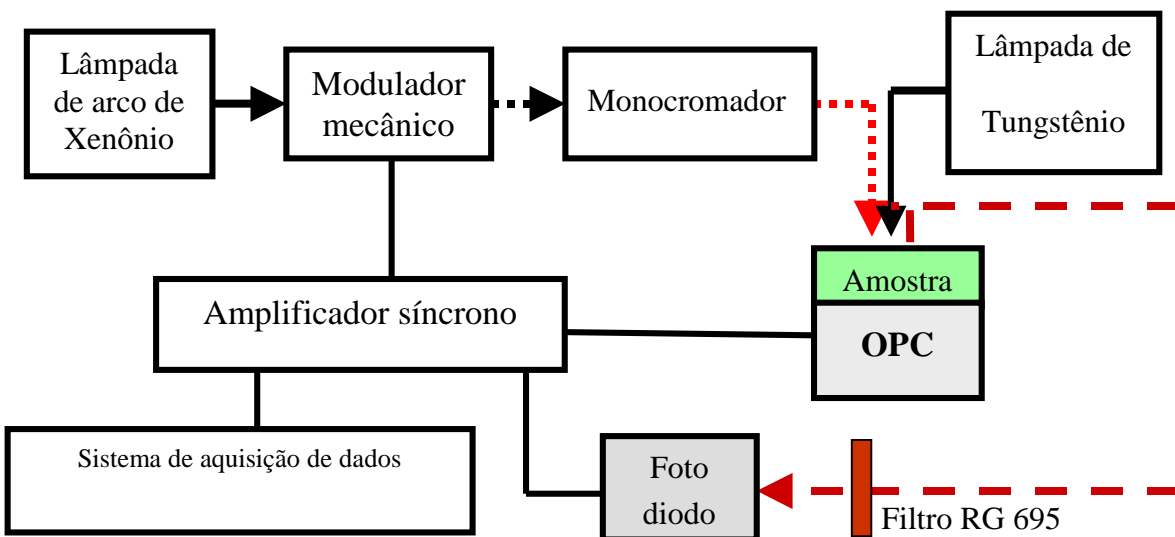 Lâmpada
de arco de
Xenônio
Modulador
mecânico
Monocromador
Lâmpada de
Tungstênio
Amostra
OPC
Amplificador síncrono
Sistema de aquisição de dados
Foto
diodo
Filtro RG 695